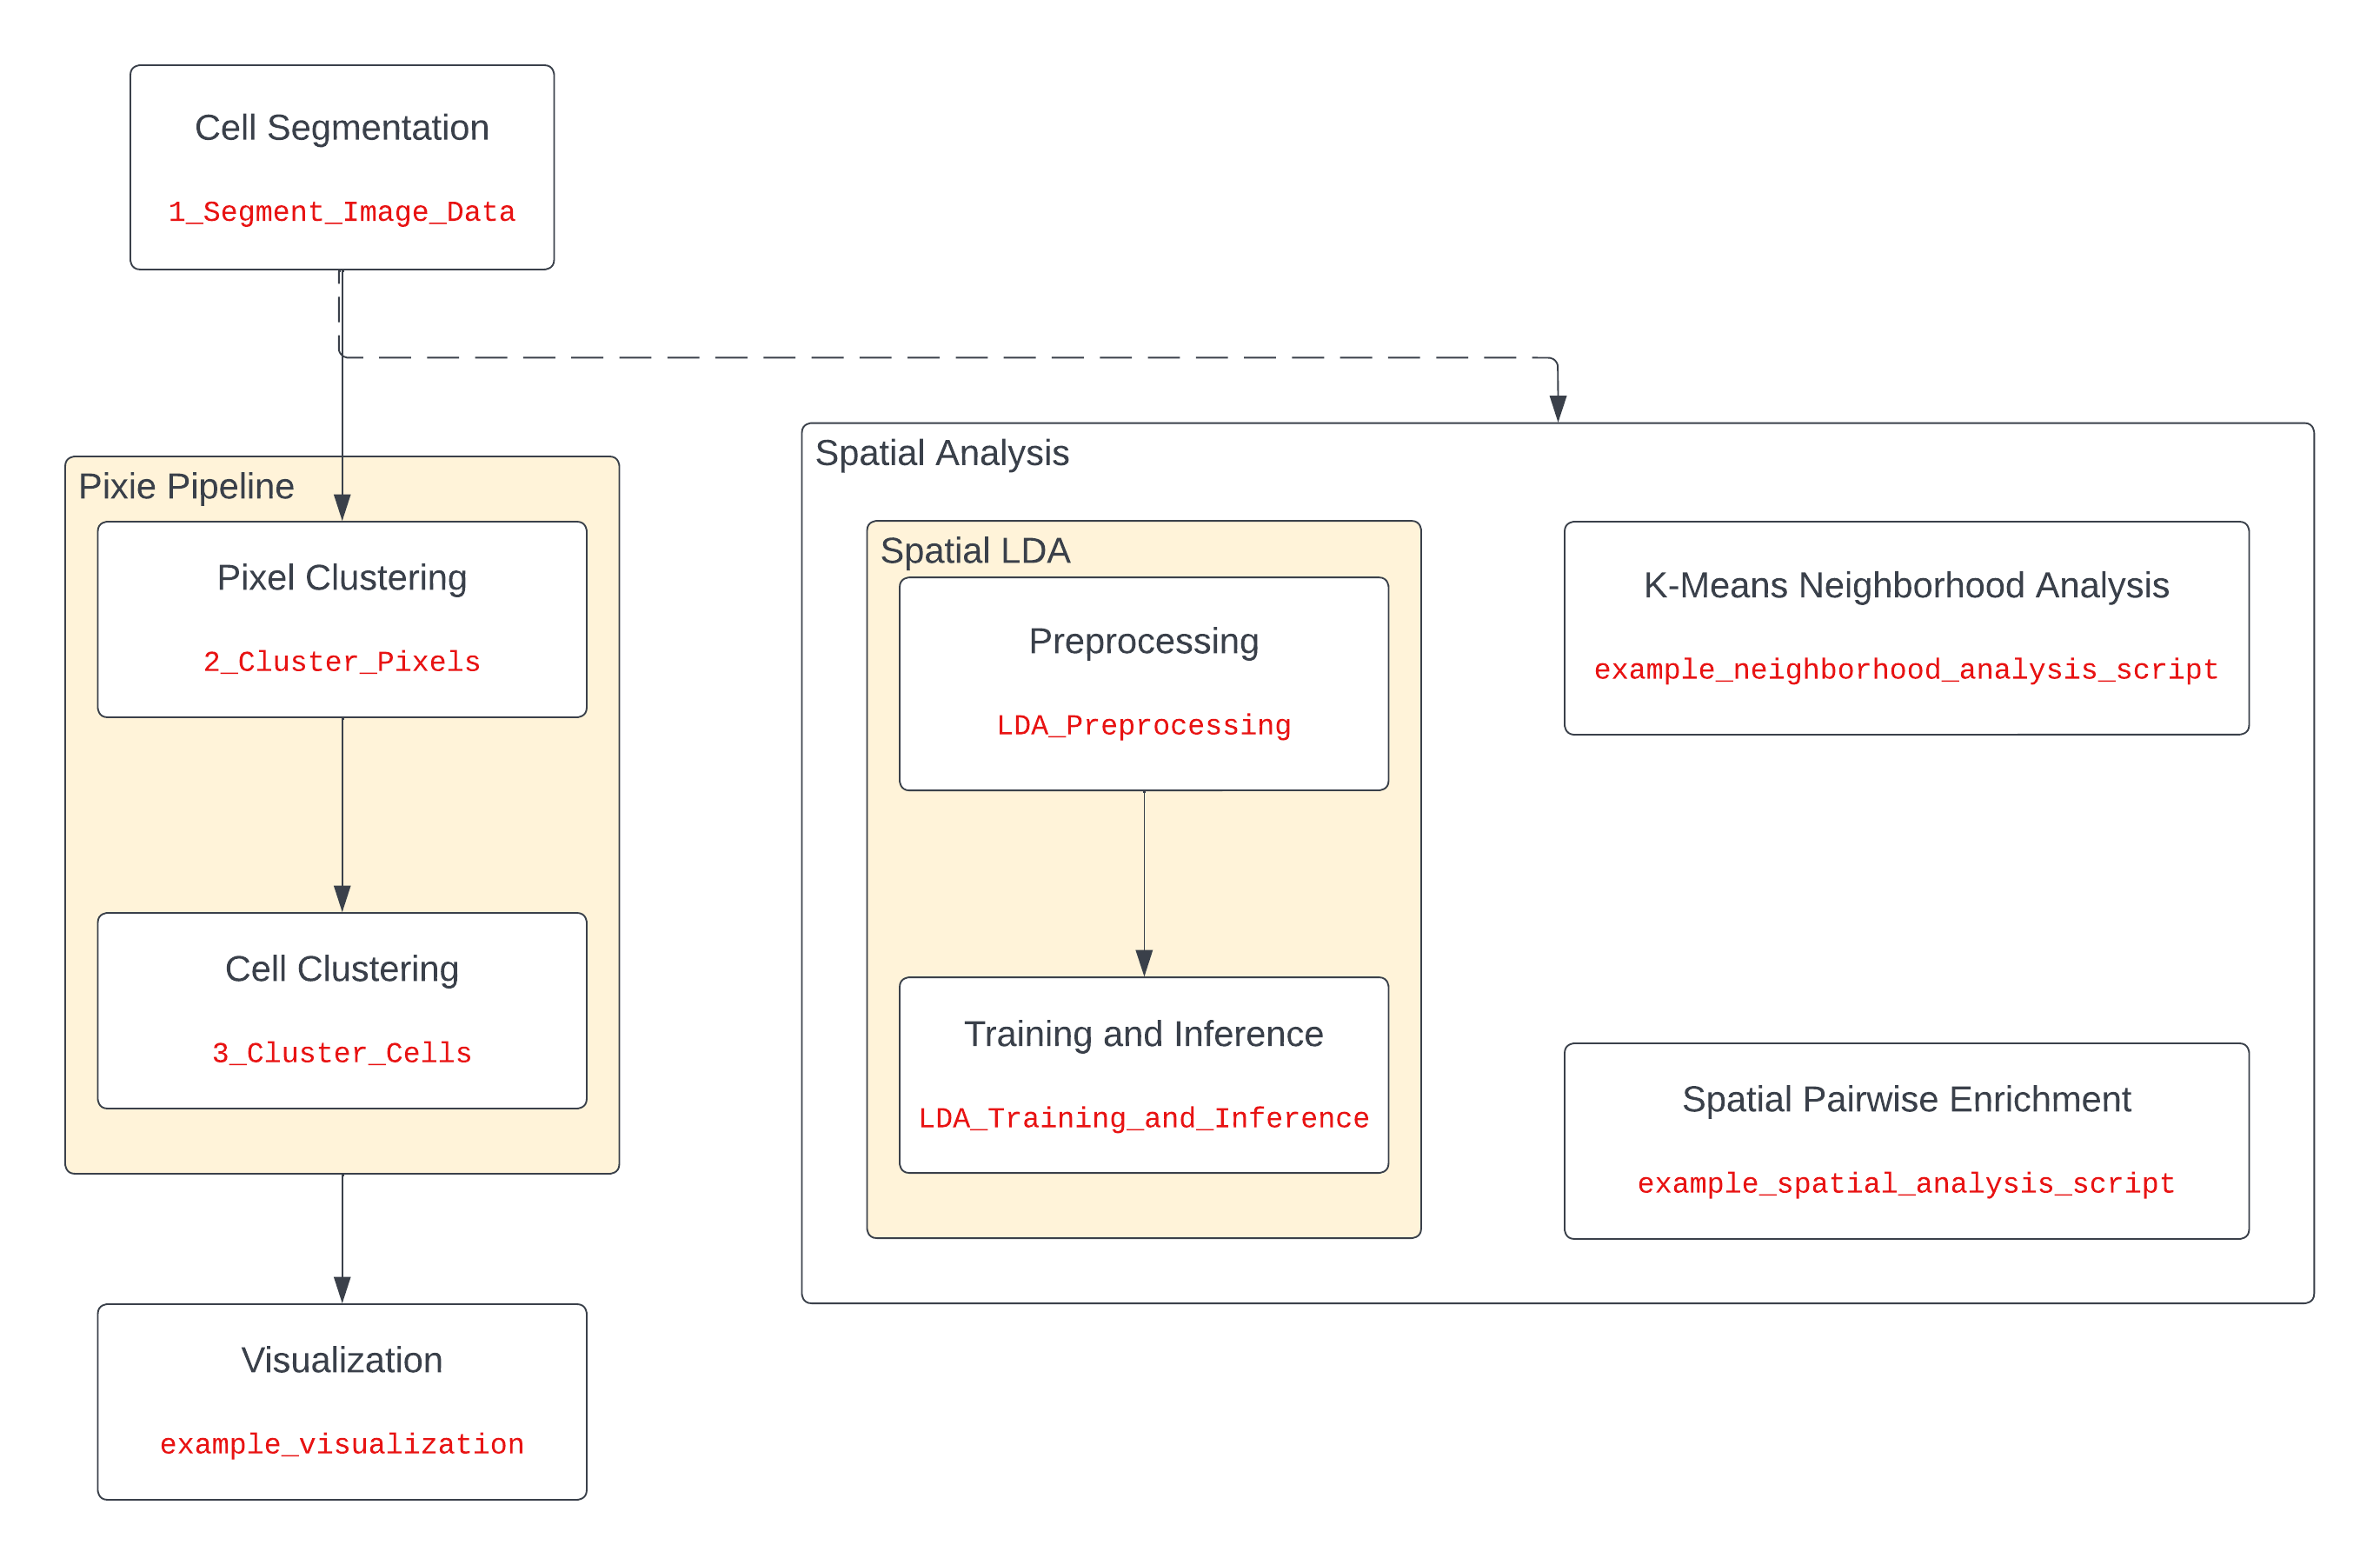 Cell Segmentation
1_Segment_Image_Data
Pixie Pipeline
Pixel Clustering
2_Cluster_Pixels
Cell Clustering
3_Cluster_Cells
Visualization
example_visualization
Spatial Analysis
Spatial LDA
Preprocessing
LDA_Preprocessing
Training and Inference
LDA_Training_and_Inference
K-Means Neighborhood Analysis
example_neighborhood_analysis_script
Spatial Pairwise Enrichment
example_spatial_analysis_script